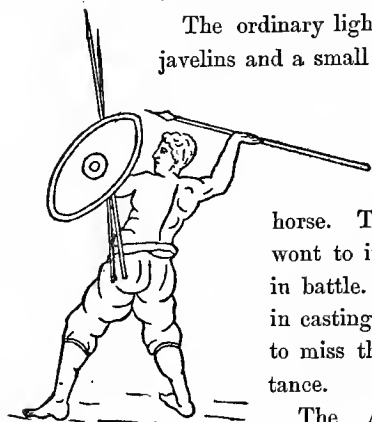 The ordinary ligh
javelins and a small
horse. T
wont to i
in battle.
in casting
to miss th
tance.
The